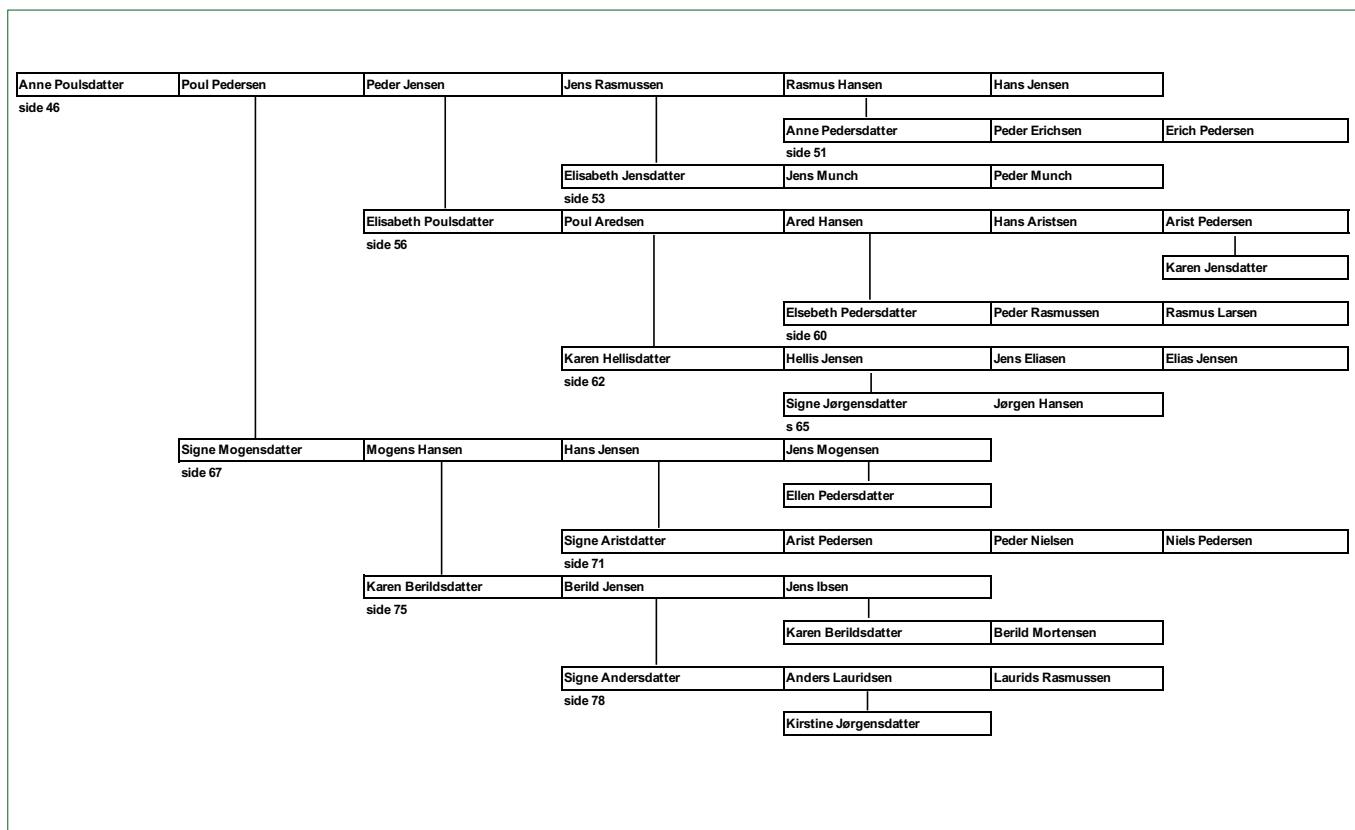 Anne Poulsdatter Poul Pedersen Peder Jensen Jens Rasmussen Rasmus Hansen Hans Jensen
side 46
Anne Pedersdatter Peder Erichsen Erich Pedersen
side 51
Elisabeth Jensdatter Jens Munch Peder Munch
side 53
Elisabeth Poulsdatter Poul Aredsen Ared Hansen Hans Aristsen Arist Pedersen
side 56
Karen Jensdatter
Elsebeth Pedersdatter Peder Rasmussen Rasmus Larsen
side 60
Karen Hellisdatter Hellis Jensen Jens Eliasen Elias Jensen
side 62
Signe Jørgensdatter Jørgen Hansen
s 65
Signe Mogensdatter Mogens Hansen Hans Jensen Jens Mogensen
side 67
Ellen Pedersdatter
Signe Aristdatter Arist Pedersen Peder Nielsen Niels Pedersen
side 71
Karen Berildsdatter Berild Jensen Jens Ibsen
side 75
Karen Berildsdatter Berild Mortensen
Signe Andersdatter Anders Lauridsen Laurids Rasmussen
side 78
Kirstine Jørgensdatter